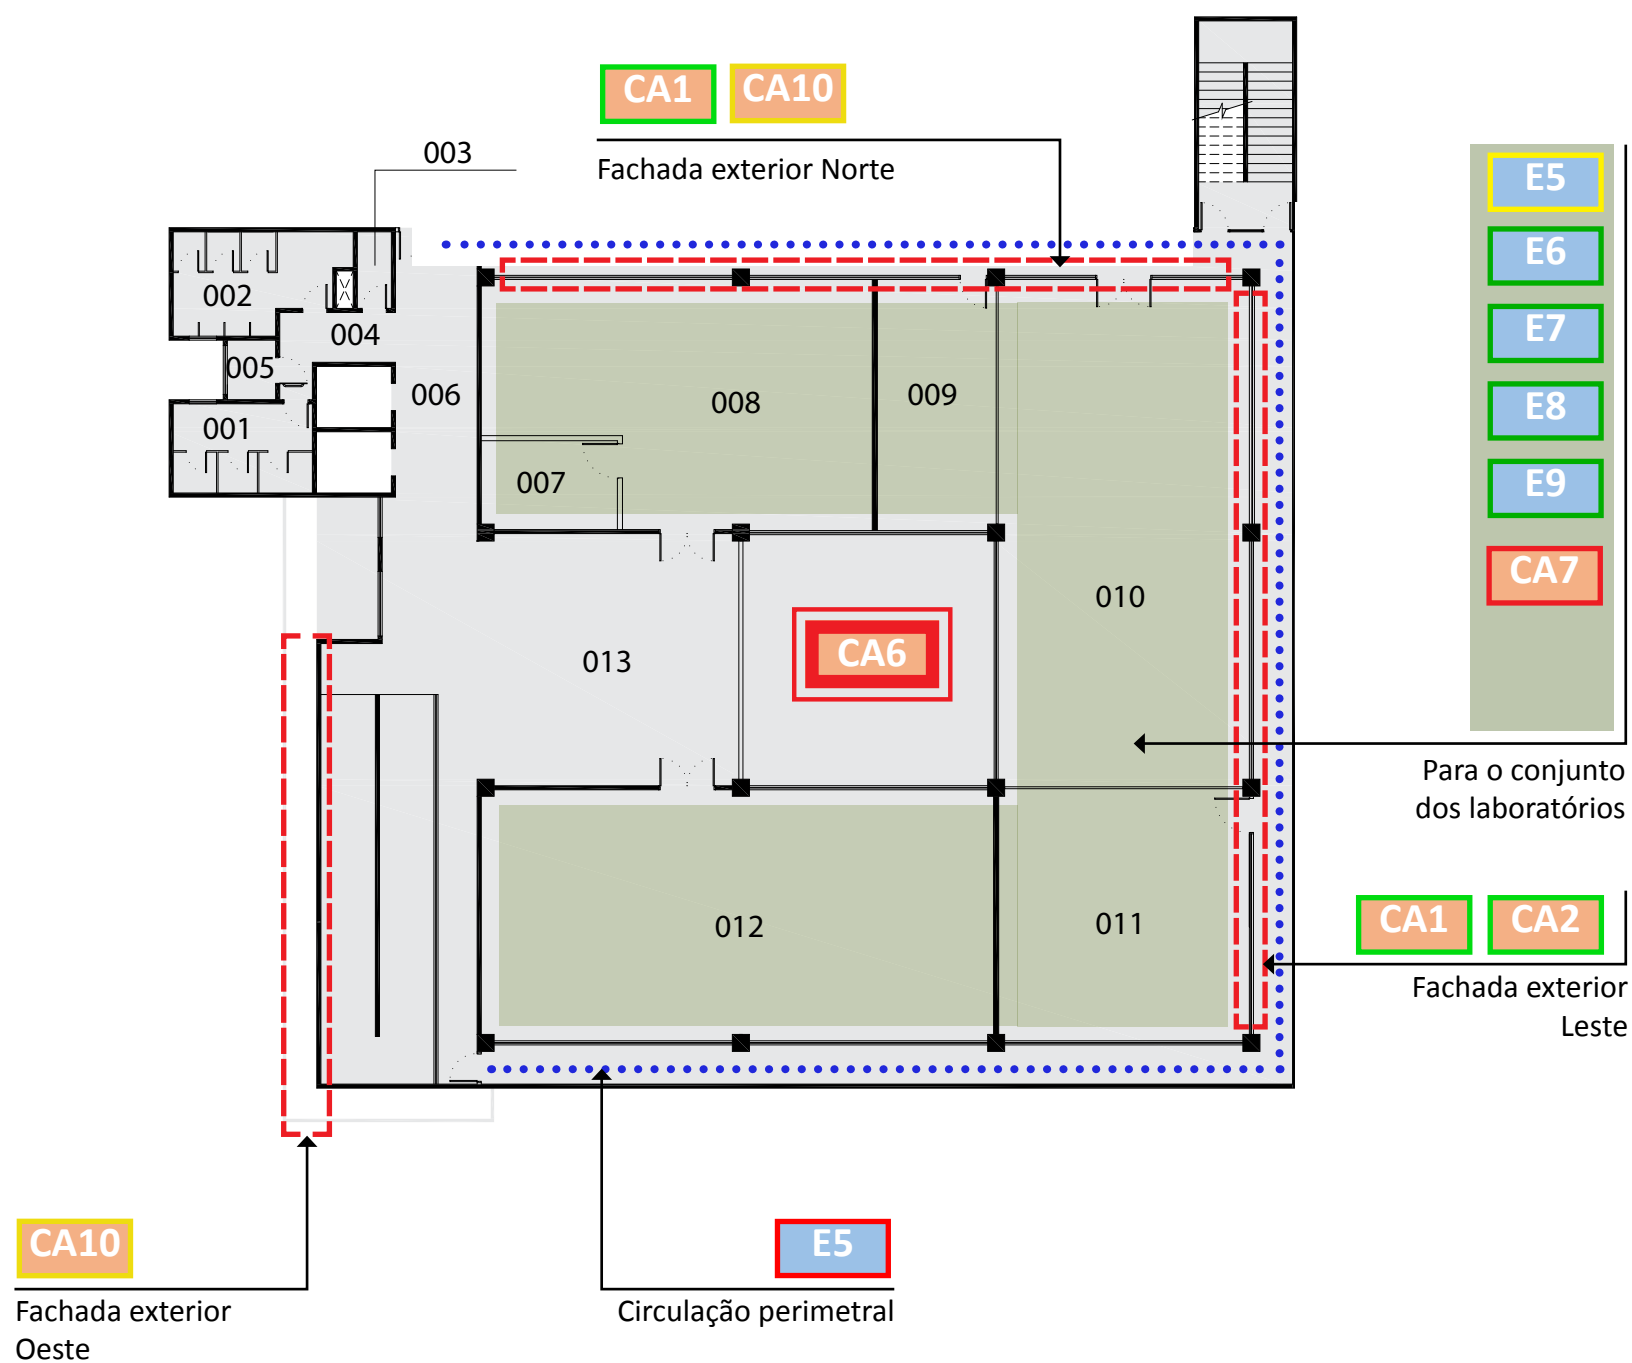 CA1 CA10
Fachada exterior Norte
003
002
004
005
006
001
008
009
007
010
013
CA6
012
011
E5
E6
E7
E8
E9
CA7
Para o conjunto
dos laboratórios
CA1 CA2
Fachada exterior
Leste
CA10
Fachada exterior
Oeste
E5
Circulação perimetral